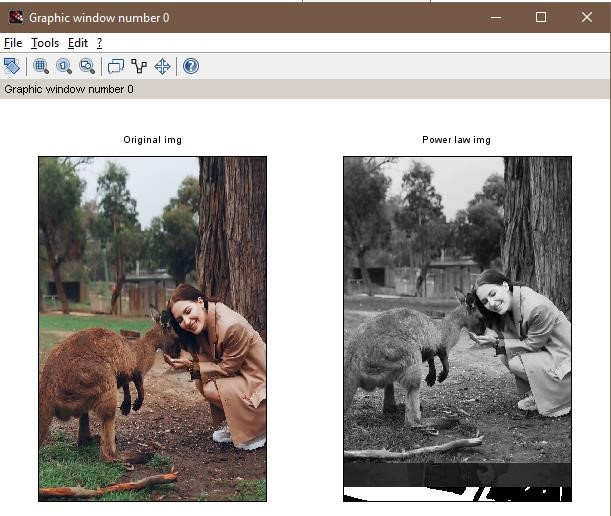 Graphic window number 0
File Tools Edit ?
Graphic window number 0
Original img
Power law img